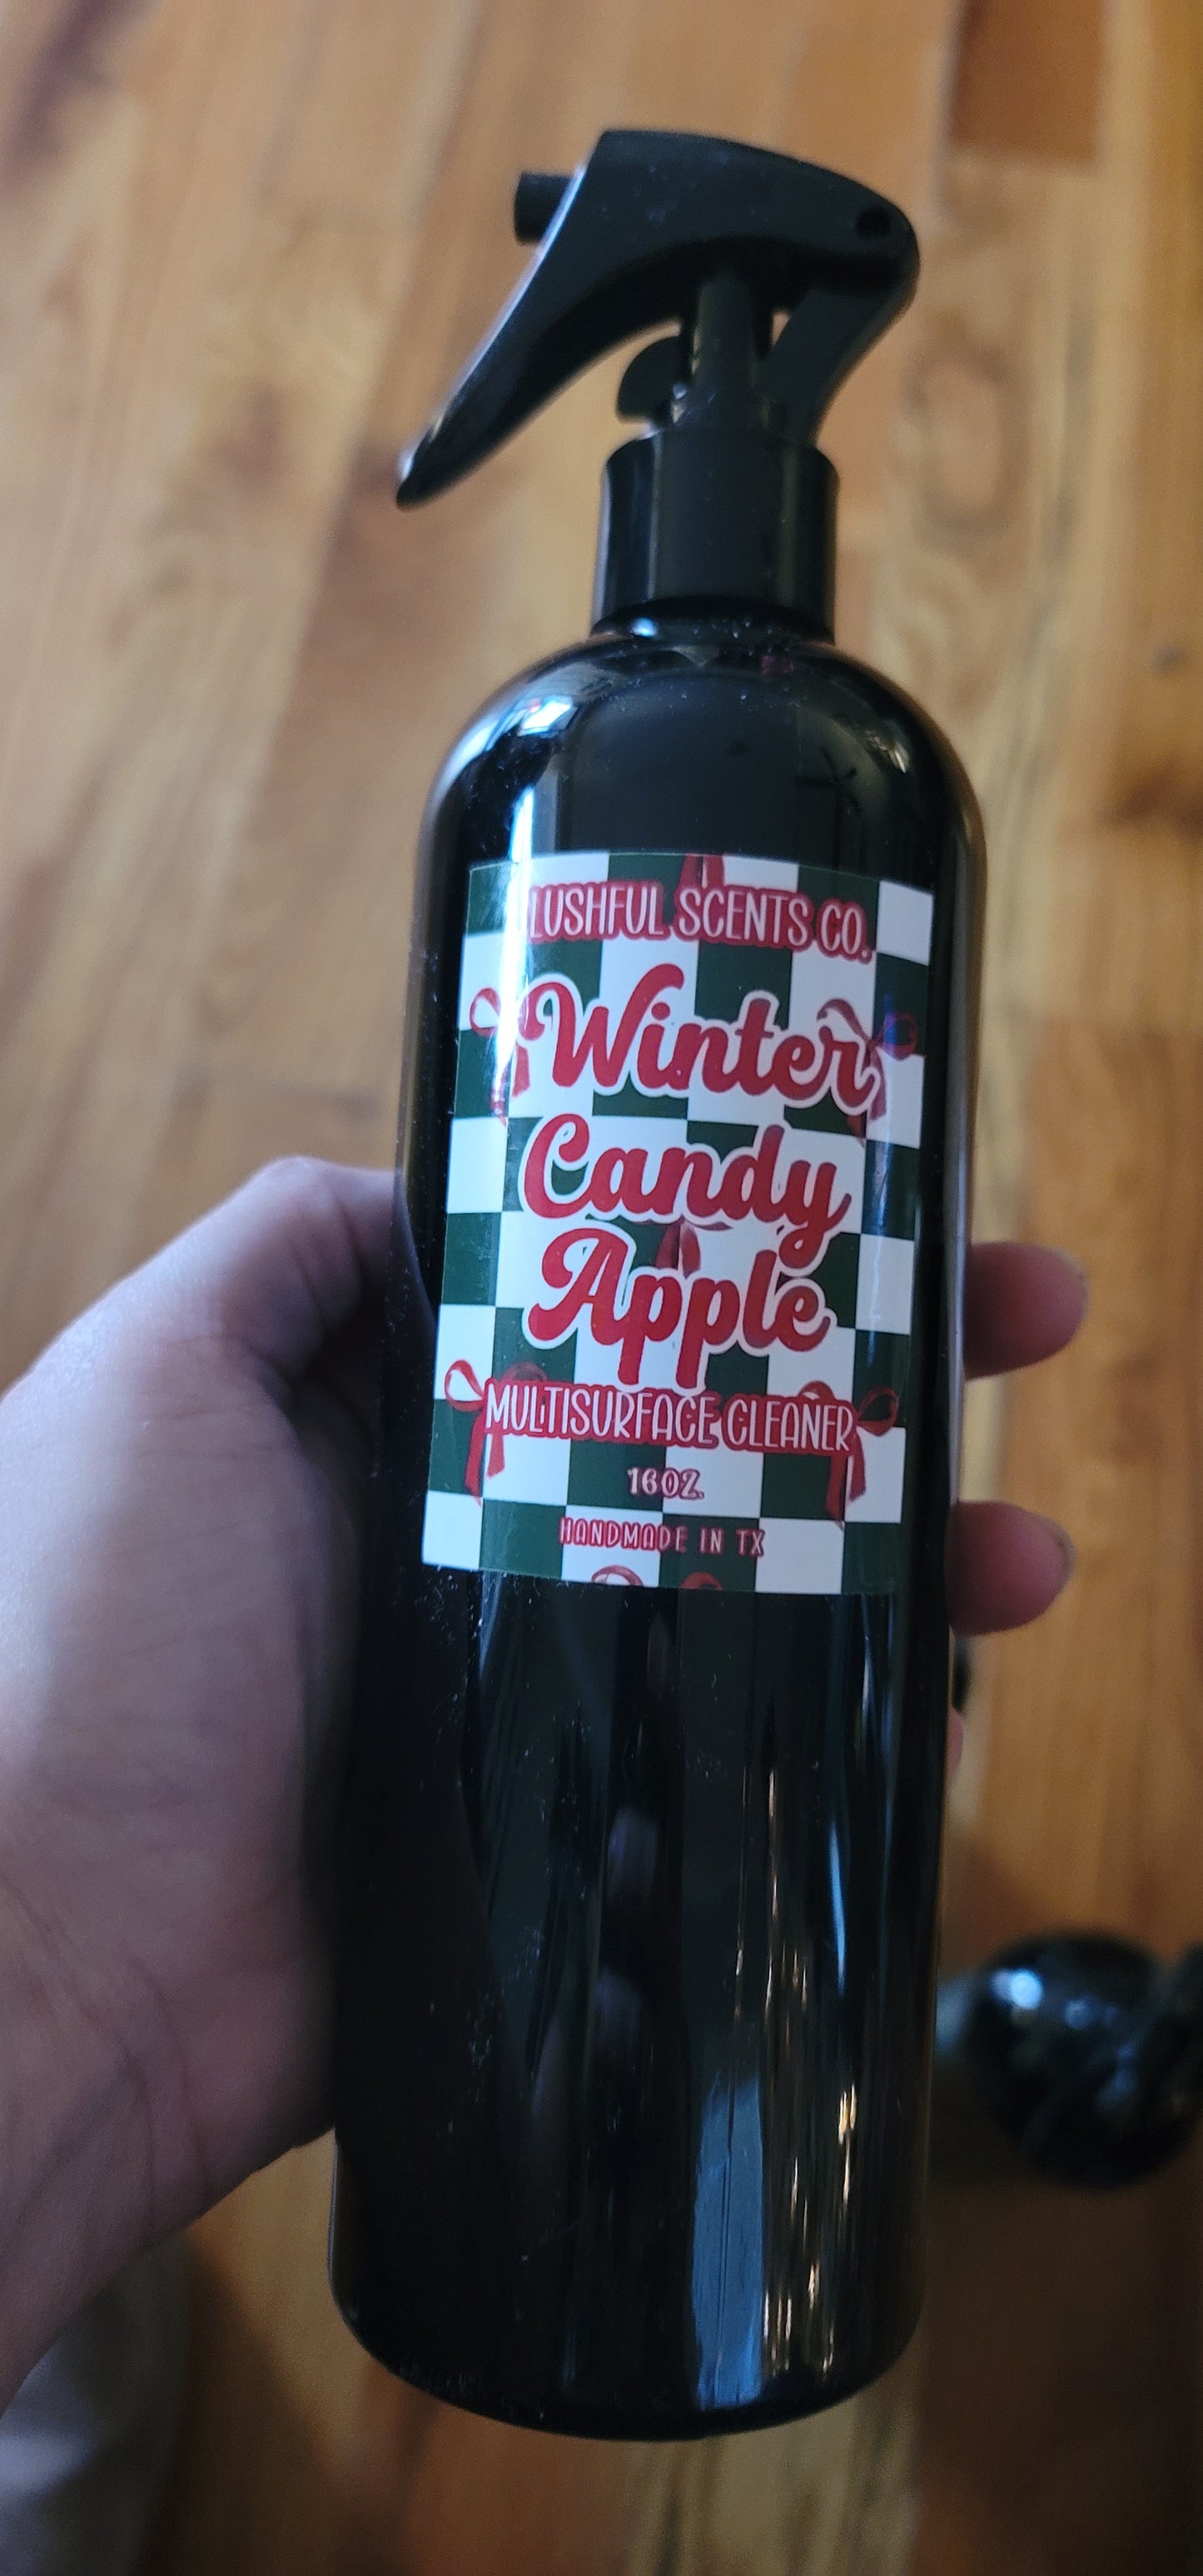 LUSHFUL SCENTS CO.
Winter
Candy
Apple
MULTISURFACE CLEANER
16OZ.
HANDMADE IN TX